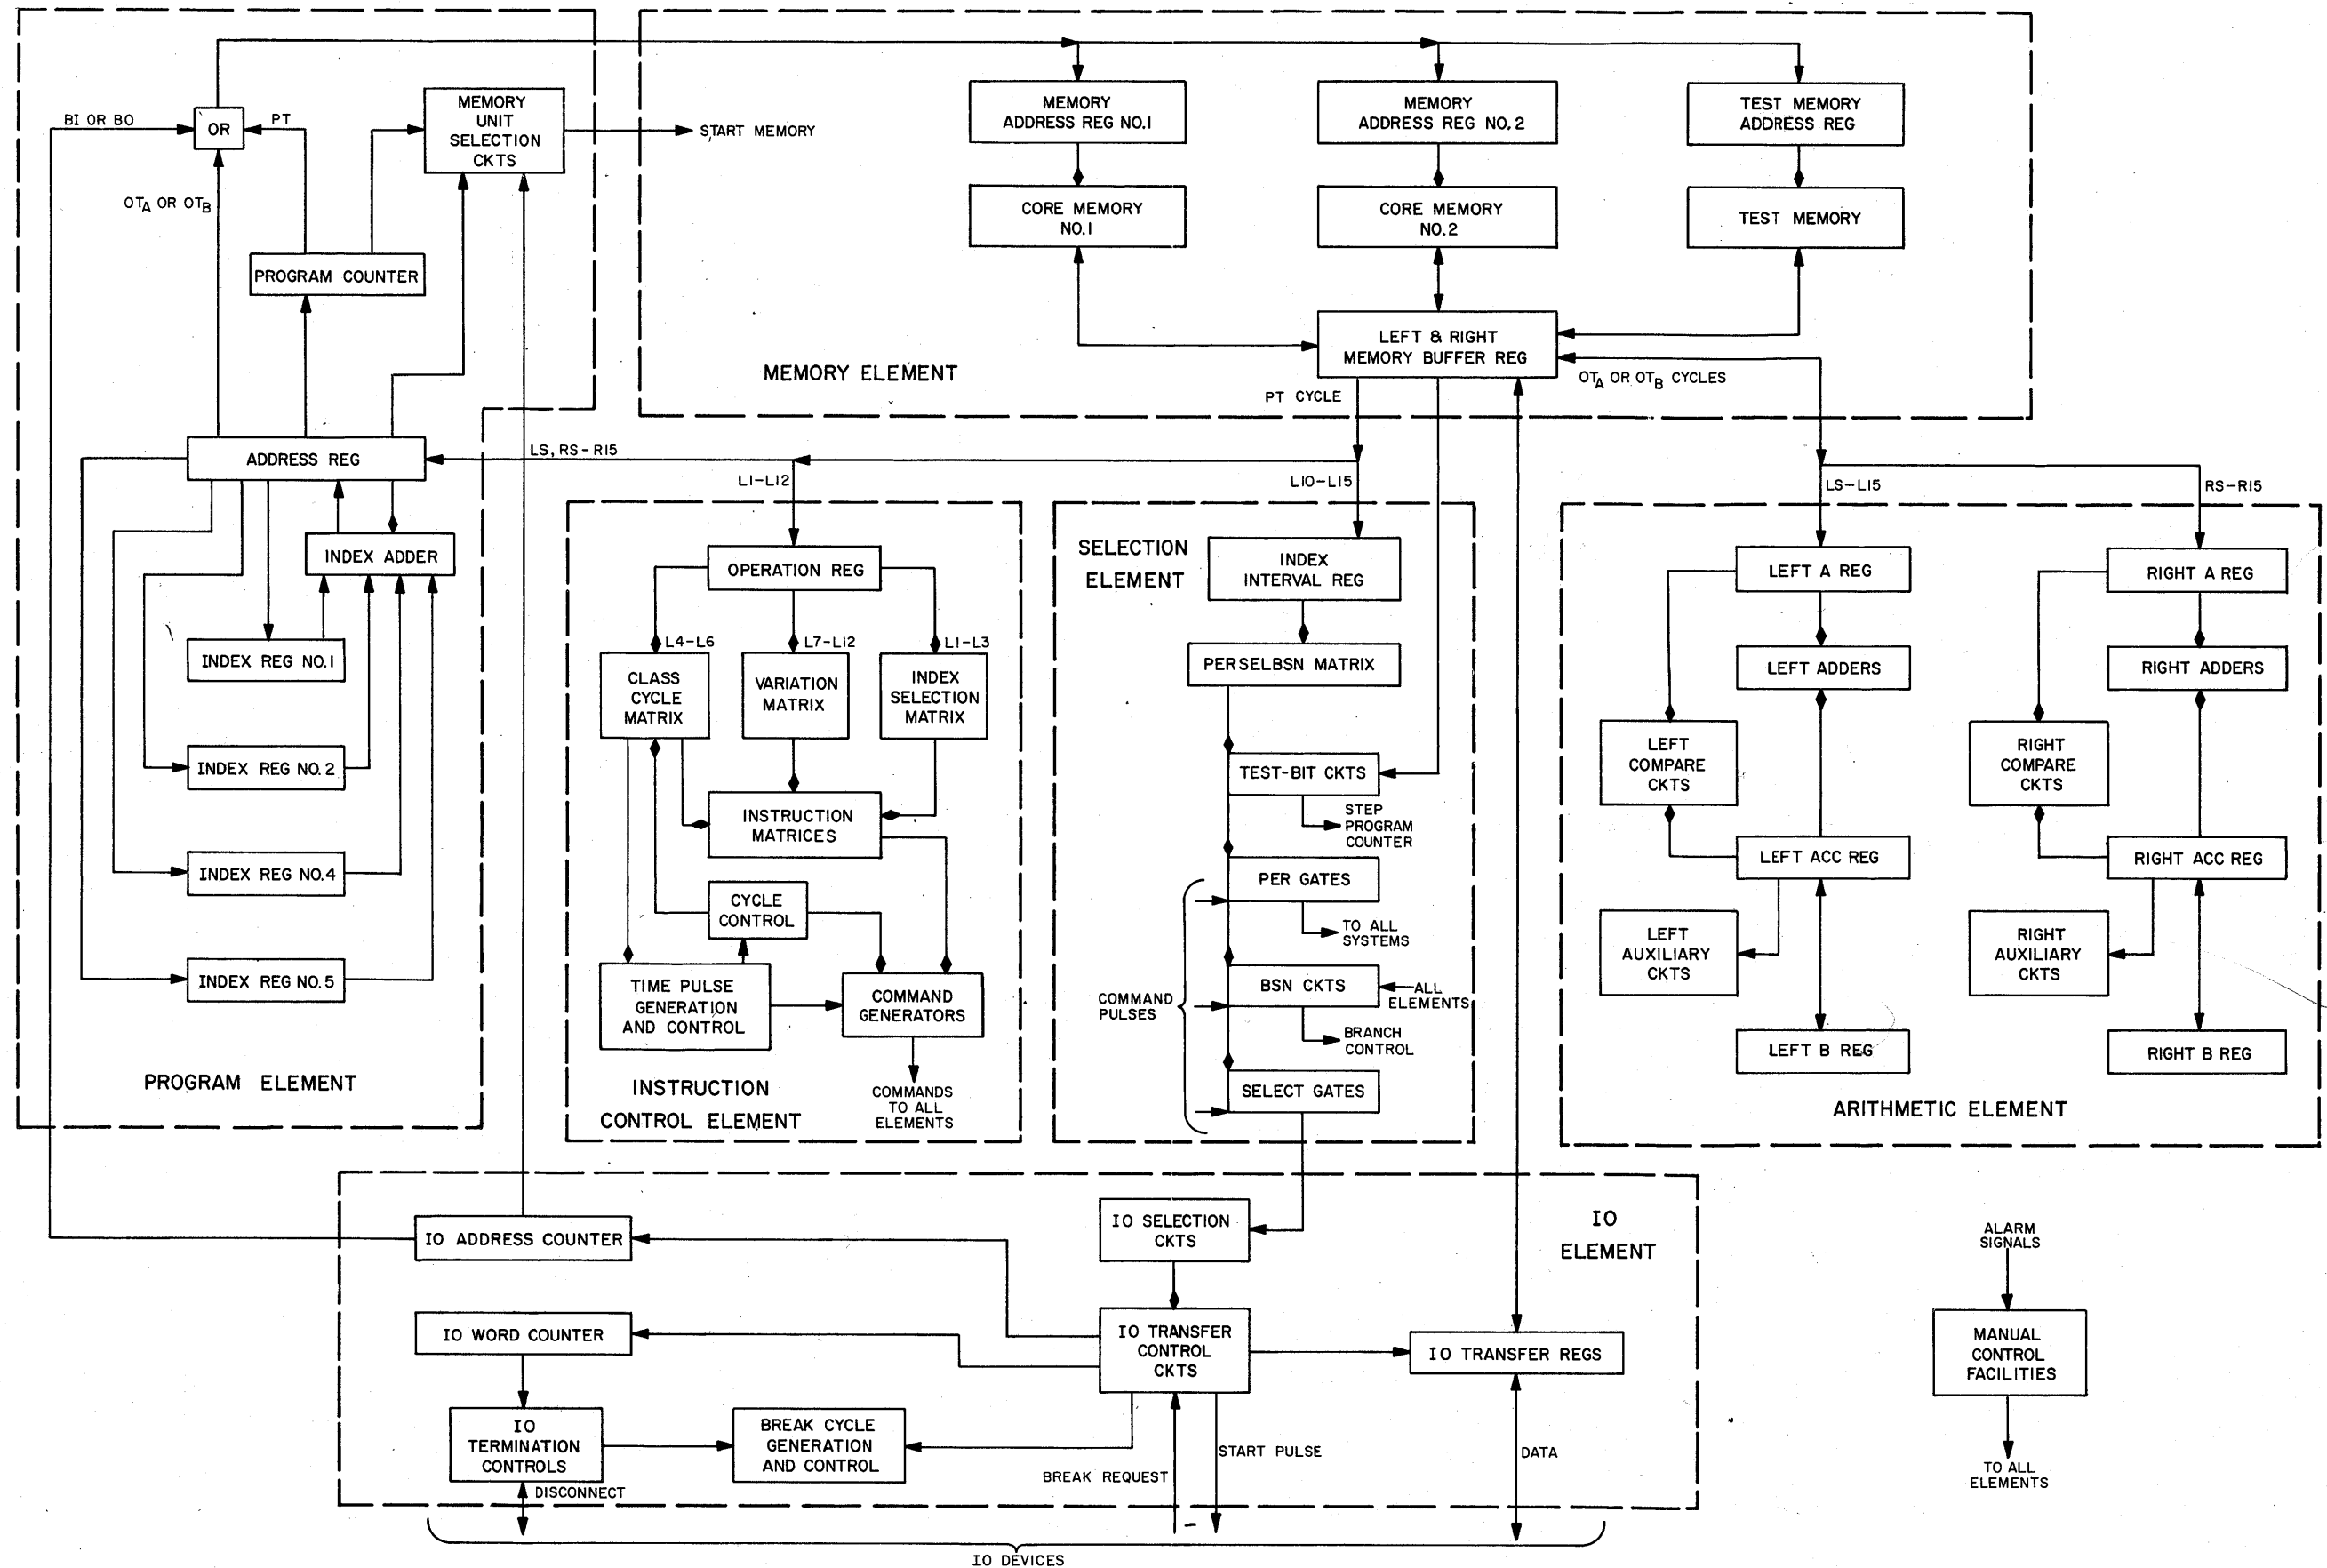 BI OR BO
OR
PT
MEMORY
UNIT
SELECTION
CKTS
START MEMORY
OTA OR OTB
PROGRAM COUNTER
MEMORY
ADDRESS REG NO.1
MEMORY
ADDRESS REG NO.2
TEST MEMORY
ADDRESS REG
CORE MEMORY
NO.1
CORE MEMORY
NO.2
TEST MEMORY
LEFT & RIGHT
MEMORY BUFFER REG
MEMORY ELEMENT
PT CYCLE
OTA OR OTB CYCLES
ADDRESS REG
LS, RS-R15
L1-L12
L10-L15
LS-L15
RS-R15
INDEX ADDER
INDEX REG NO.1
INDEX REG NO.2
INDEX REG NO.4
INDEX REG NO.5
PROGRAM ELEMENT
OPERATION REG
L4-L6
L7-L12
L1-L3
CLASS
CYCLE
MATRIX
VARIATION
MATRIX
INDEX
SELECTION
MATRIX
INSTRUCTION
MATRICES
CYCLE
CONTROL
TIME PULSE
GENERATION
AND CONTROL
COMMAND
GENERATORS
COMMANDS
TO ALL
ELEMENTS
INSTRUCTION
CONTROL ELEMENT
SELECTION
ELEMENT
INDEX
INTERVAL REG
PERSELBSN MATRIX
TEST-BIT CKTS
STEP
PROGRAM
COUNTER
PER GATES
TO ALL
SYSTEMS
BSN CKTS
ALL
ELEMENTS
COMMAND
PULSES
BRANCH
CONTROL
SELECT GATES
LEFT A REG
RIGHT A REG
LEFT ADDERS
RIGHT ADDERS
LEFT
COMPARE
CKTS
RIGHT
COMPARE
CKTS
LEFT ACC REG
RIGHT ACC REG
LEFT
AUXILIARY
CKTS
RIGHT
AUXILIARY
CKTS
LEFT B REG
RIGHT B REG
ARITHMETIC ELEMENT
IO ADDRESS COUNTER
IO SELECTION
CKTS
IO
ELEMENT
IO WORD COUNTER
IO TRANSFER
CONTROL
CKTS
IO TRANSFER REGS
IO
TERMINATION
CONTROLS
BREAK CYCLE
GENERATION
AND CONTROL
DISCONNECT
BREAK REQUEST
START PULSE
DATA
IO DEVICES
ALARM
SIGNALS
MANUAL
CONTROL
FACILITIES
TO ALL
ELEMENTS